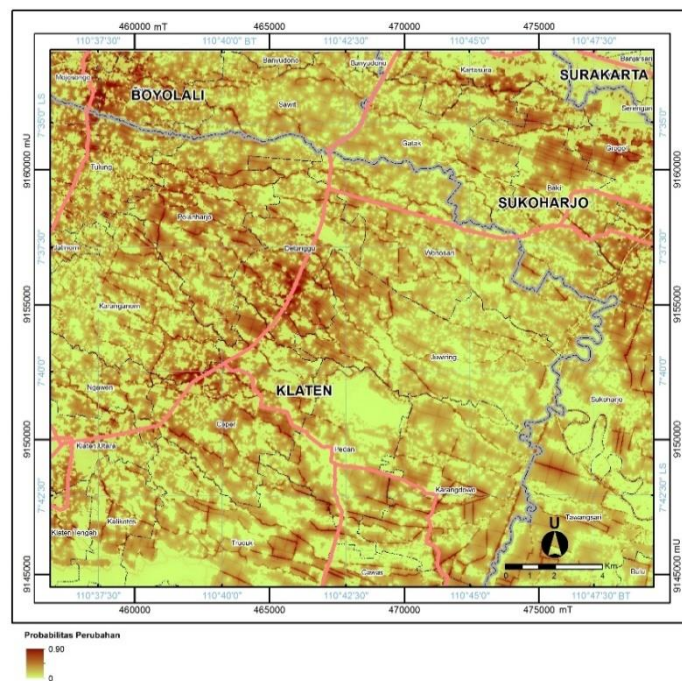 460000 mT 465000 470000 475000
110°37'30" 110°40'0" BT 110°42'30" 110°45'0" 110°47'30"
Banyudono Banyudono Kartasura SURAKARTA
Mojosongo
BOYOLALI
Sawit Serengan
7°35'0" LS 7°35'0"
Gatak Grogol
9160000 mU 9160000
Tulung
Baki
SUKOHARJO
Polanharjo
Jatinom Delanggu Wonosari
7°37'30" 7°37'30"
9155000 9155000
Karanganom
Juwiring
7°40'0" 7°40'0"
Ngawen
KLATEN
Sukoharjo
Ceper
9150000 9150000
Klaten Utara Pedan
Karangdowo
7°42'30" 7°42'30" LS
Kalikotes Tawangsari
Klaten Tengah
U
Trucuk
Cawas Bulu
0 1 2 4 Km
9145000 9145000
110°37'30" 110°40'0" 110°42'30" 110°45'0" 110°47'30" BT
460000 465000 470000 475000 mT
Probabilitas Perubahan
0.90
0